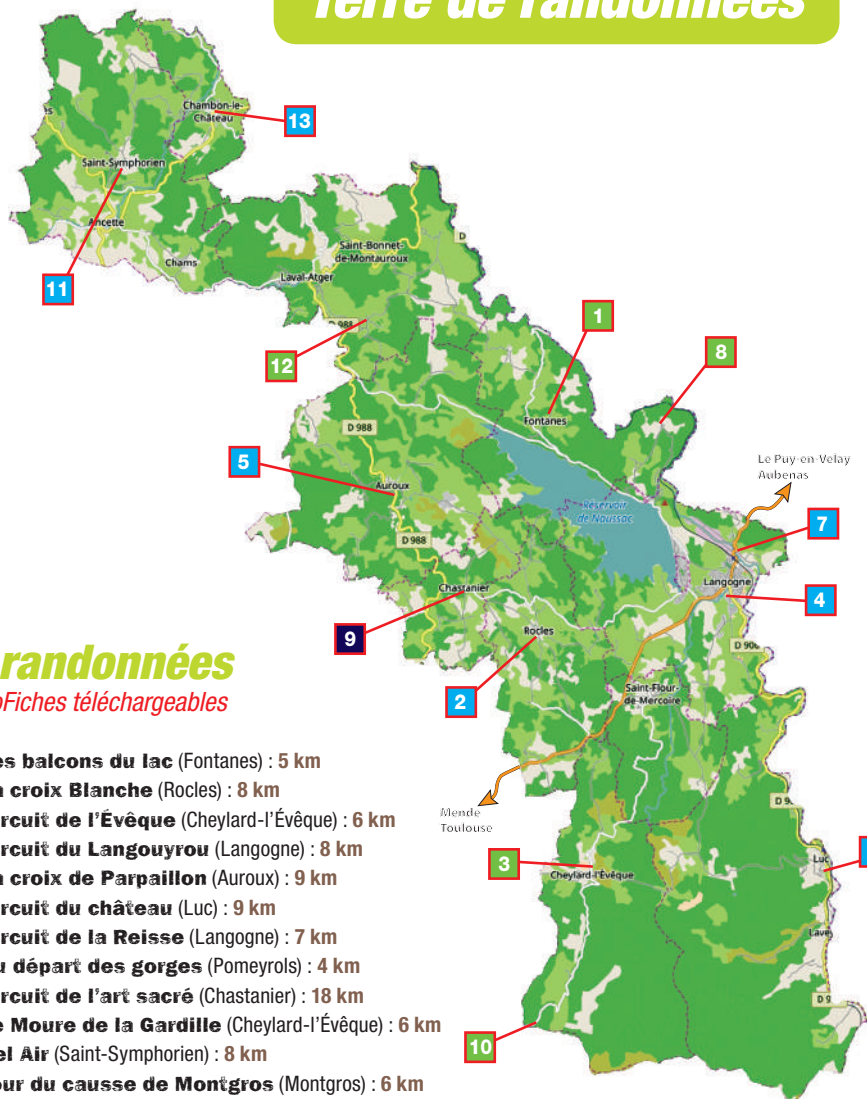 Terre de randonnées
Chambon-le-
Château
13
Saint-Symphorien
Ancette
Chams
11
Saint-Bonnet-
de-Montauroux
D
Laval-Atger
D 988
12
1
8
Fontanes
D 988
5
Auroux
D 988
Réservoir
de Naussac
Le Puy-en-Velay
Aubenas
7
Langogne
4
Chastanier
9
Rocles
2
D 906
Saint-Flour-
de-Mercoire
Mende
Toulouse
D 9
3
Cheylard-l'Évêque
Luc
Lave
D 9
10
randonnées
Fiches téléchargeables
es balcons du lac (Fontanes) : 5 km
a croix Blanche (Rocles) : 8 km
rcuit de l'Évêque (Cheylard-l'Évêque) : 6 km
rcuit du Langouyrou (Langogne) : 8 km
a croix de Parpaillon (Auroux) : 9 km
rcuit du château (Luc) : 9 km
rcuit de la Reisse (Langogne) : 7 km
u départ des gorges (Pomeyrols) : 4 km
rcuit de l'art sacré (Chastanier) : 18 km
e Moure de la Gardille (Cheylard-l'Évêque) : 6 km
el Air (Saint-Symphorien) : 8 km
our du causse de Montgros (Montgros) : 6 km